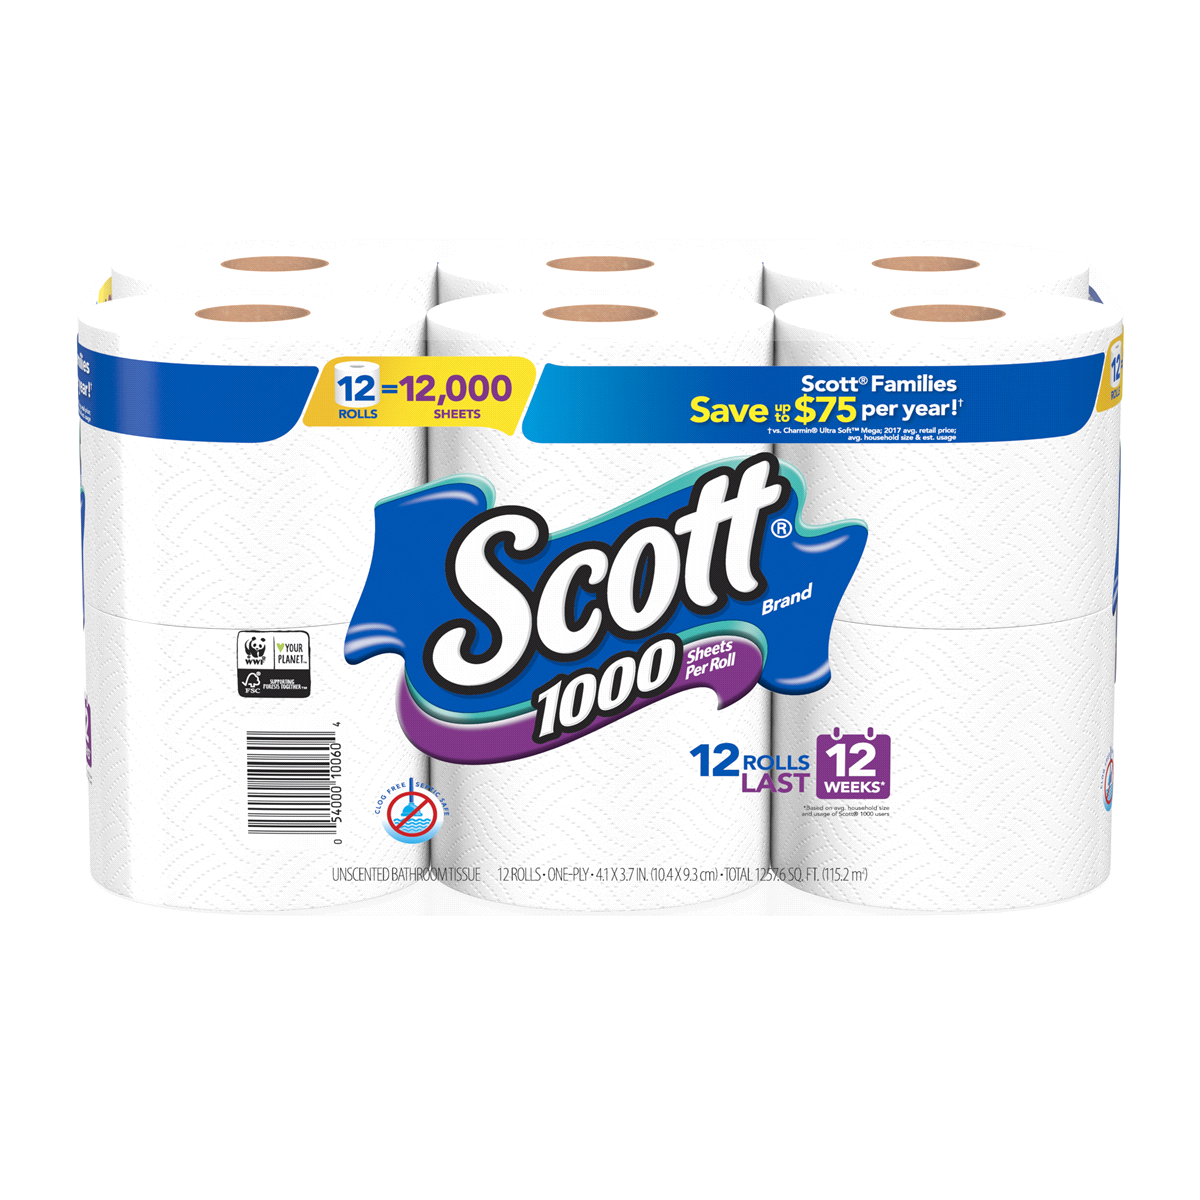 12 = 12,000
ROLLS SHEETS
Scott® Families
Save up to $75 per year!†
†vs. Charmin® Ultra Soft™ Mega; 2017 avg. retail price;
avg. household size & est. usage
Scott®
Brand
1000 Sheets
Per Roll
WWF
♥YOUR
PLANET™
FSC
SUPPORTING
FORESTS TOGETHER™
0 54000 10060 4
CLOG FREE SEPTIC SAFE
12 ROLLS
LAST
12
WEEKS*
*Based on avg. household size
and usage of Scott® 1000 users
UNSCENTED BATHROOM TISSUE 12 ROLLS • ONE-PLY • 4.1 X 3.7 IN. (10.4 X 9.3 cm) • TOTAL 1257.6 SQ. FT. (115.2 m²)